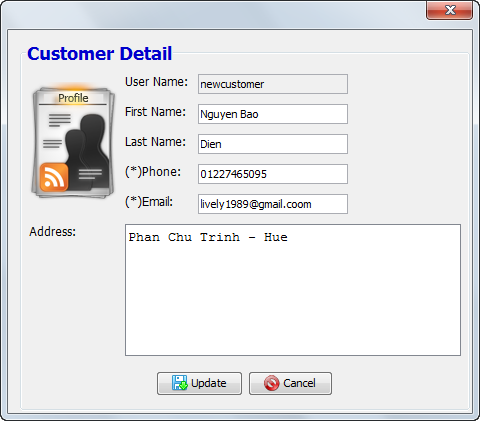 Customer Detail
Profile
User Name: newcustomer
First Name: Nguyen Bao
Last Name: Dien
(*)Phone: 01227465095
(*)Email: lively1989@gmail.coom
Address: Phan Chu Trinh - Hue
Update Cancel